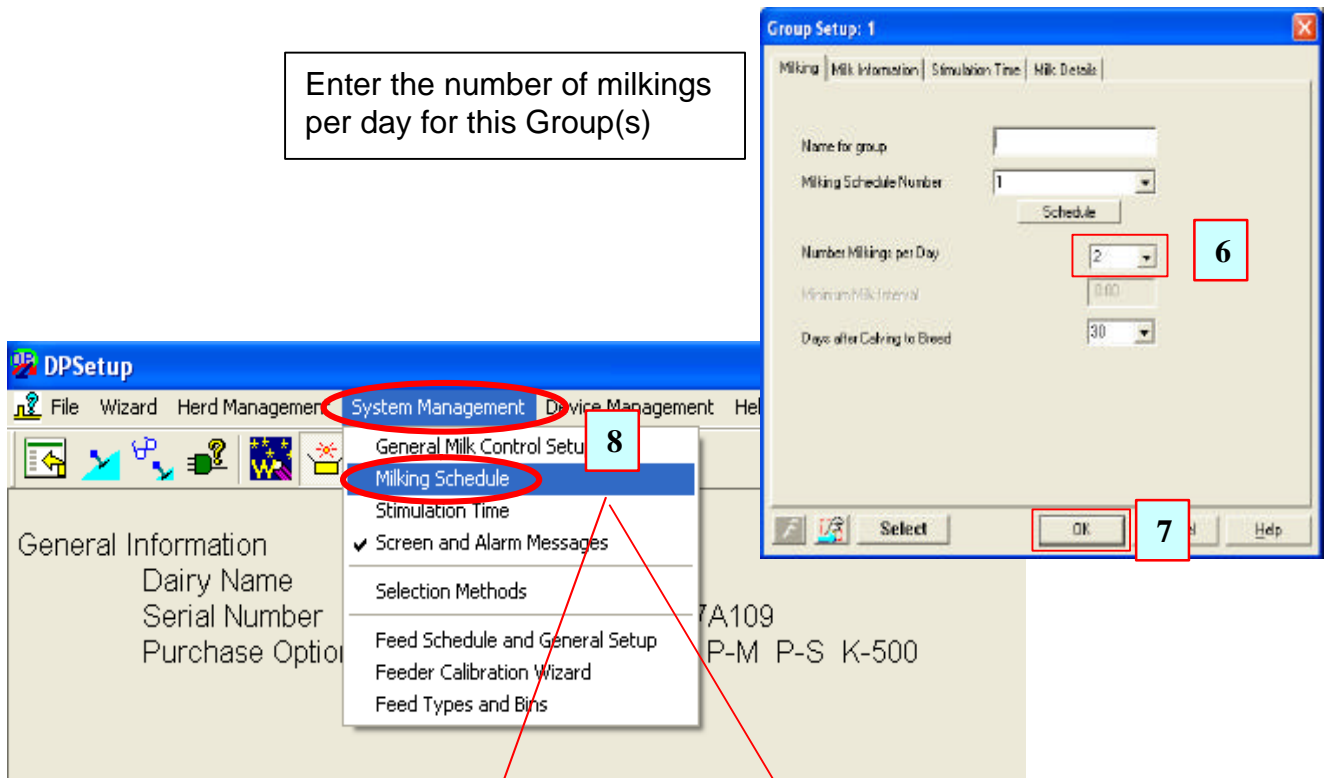 Enter the number of milkings
per day for this Group(s)
Group Setup: 1
Milking Milk Information Stimulation Time Milk Details
Name for group
Milking Schedule Number 1
Schedule
Number Milkings per Day 2
6
Minimum Milk Interval 0.00
Days after Calving to Breed 30
Select OK 7 Help
DPSetup
File Wizard Herd Management System Management Device Management Hel
8
General Milk Control Setu
Milking Schedule
Stimulation Time
Screen and Alarm Messages
Selection Methods
Feed Schedule and General Setup
Feeder Calibration Wizard
Feed Types and Bins
General Information
Dairy Name
Serial Number 7A109
Purchase Option P-M P-S K-500